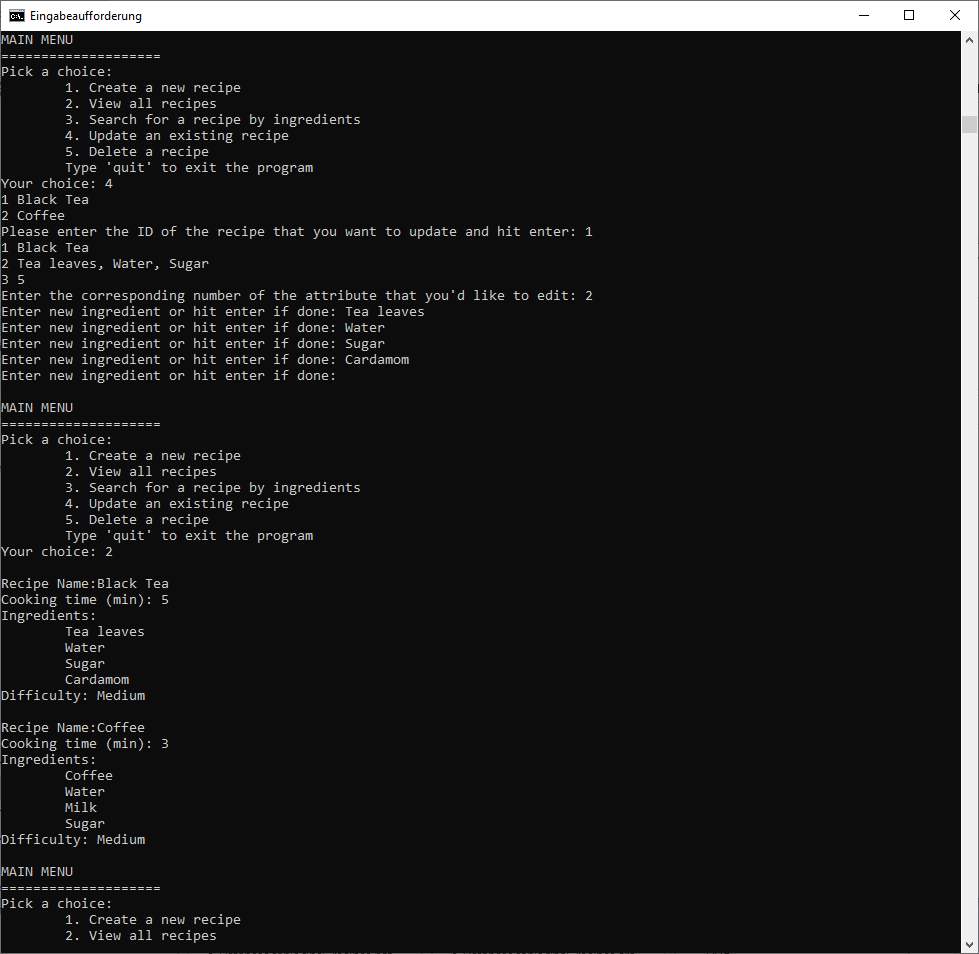 Eingabeaufforderung
MAIN MENU
====================
Pick a choice:
        1. Create a new recipe
        2. View all recipes
        3. Search for a recipe by ingredients
        4. Update an existing recipe
        5. Delete a recipe
        Type 'quit' to exit the program
Your choice: 4
1 Black Tea
2 Coffee
Please enter the ID of the recipe that you want to update and hit enter: 1
1 Black Tea
2 Tea leaves, Water, Sugar
3 5
Enter the corresponding number of the attribute that you'd like to edit: 2
Enter new ingredient or hit enter if done: Tea leaves
Enter new ingredient or hit enter if done: Water
Enter new ingredient or hit enter if done: Sugar
Enter new ingredient or hit enter if done: Cardamom
Enter new ingredient or hit enter if done:

MAIN MENU
====================
Pick a choice:
        1. Create a new recipe
        2. View all recipes
        3. Search for a recipe by ingredients
        4. Update an existing recipe
        5. Delete a recipe
        Type 'quit' to exit the program
Your choice: 2

Recipe Name:Black Tea
Cooking time (min): 5
Ingredients:
        Tea leaves
        Water
        Sugar
        Cardamom
Difficulty: Medium

Recipe Name:Coffee
Cooking time (min): 3
Ingredients:
        Coffee
        Water
        Milk
        Sugar
Difficulty: Medium

MAIN MENU
====================
Pick a choice:
        1. Create a new recipe
        2. View all recipes